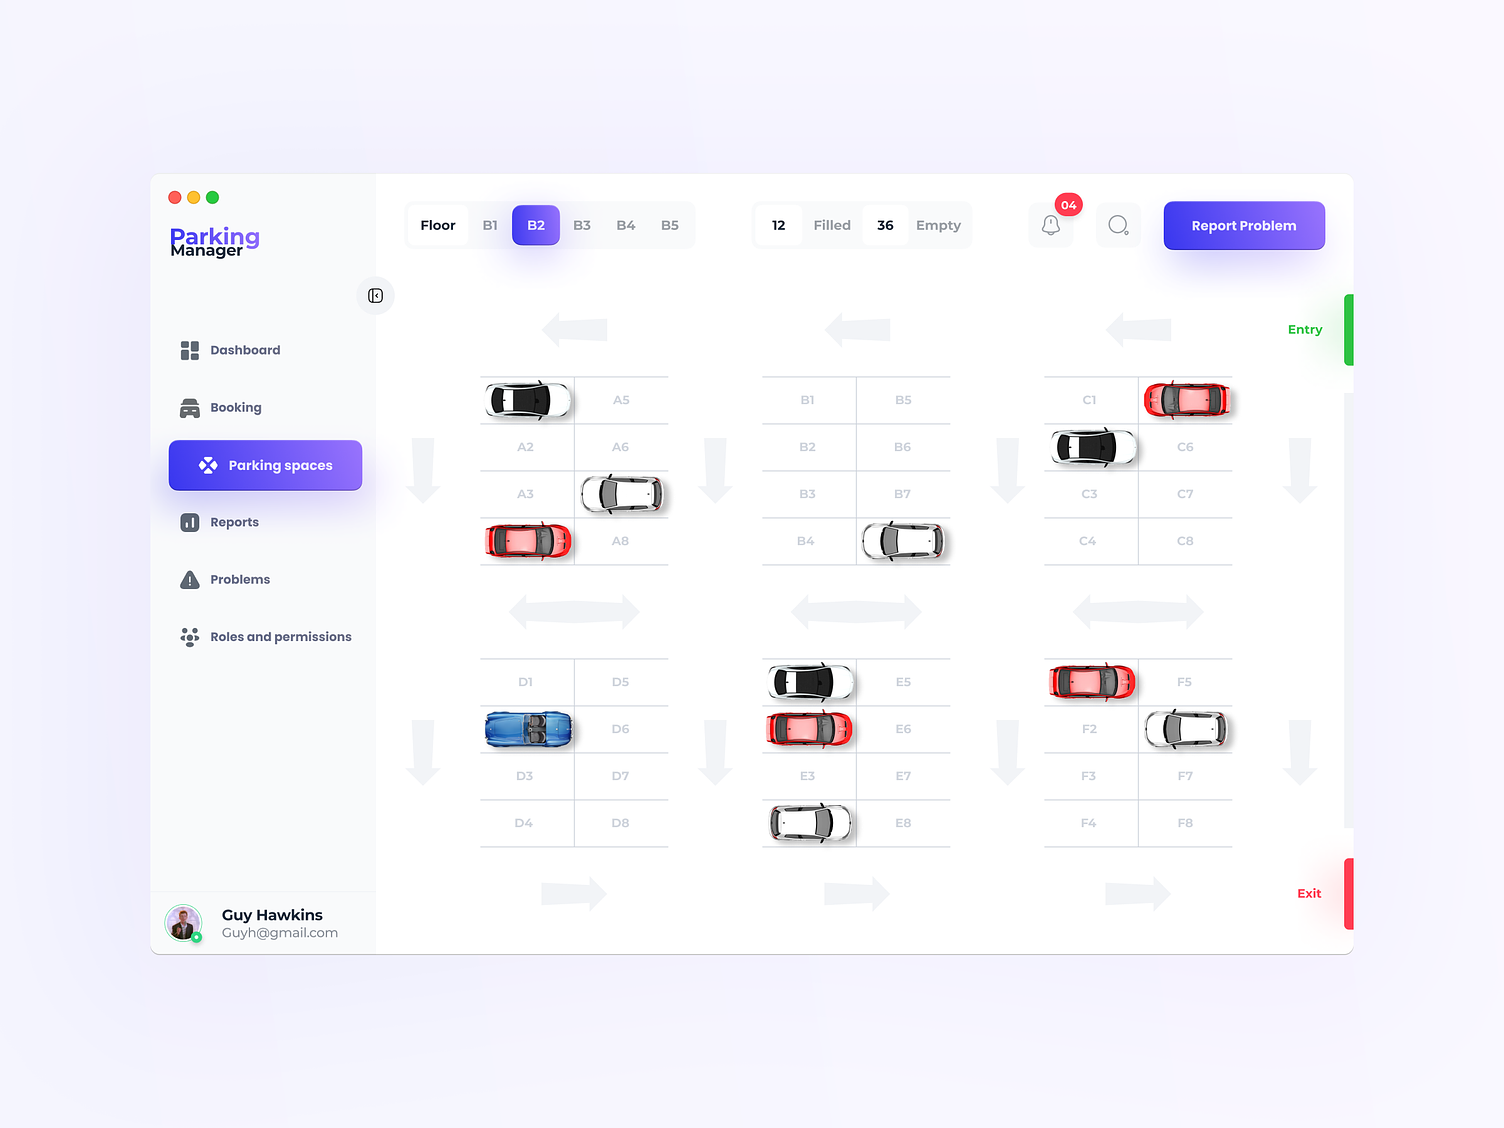 Parking
Manager
Floor B1 B2 B3 B4 B5
12 Filled 36 Empty
04
Report Problem
Dashboard
Booking
Parking spaces
Reports
Problems
Roles and permissions
Guy Hawkins
Guyh@gmail.com
Entry
A5
A2 A6
A3
A8
B1 B5
B2 B6
B3 B7
B4
C1
C6
C3 C7
C4 C8
D1 D5
D6
D3 D7
D4 D8
E5
E6
E3 E7
E8
F5
F2
F3 F7
F4 F8
Exit